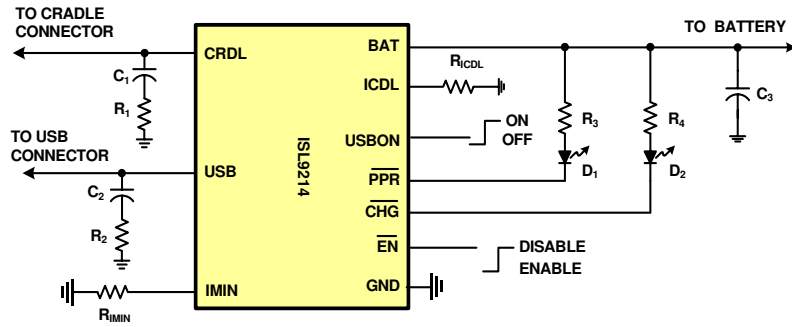 TO CRADLE
CONNECTOR
CRDL
C1
R1
TO USB
CONNECTOR
USB
C2
R2
IMIN
RIMIN
ISL9214
BAT
TO BATTERY
ICDL
RICDL
USBON
ON
OFF
PPR
CHG
EN
DISABLE
ENABLE
GND
R3
D1
R4
D2
C3